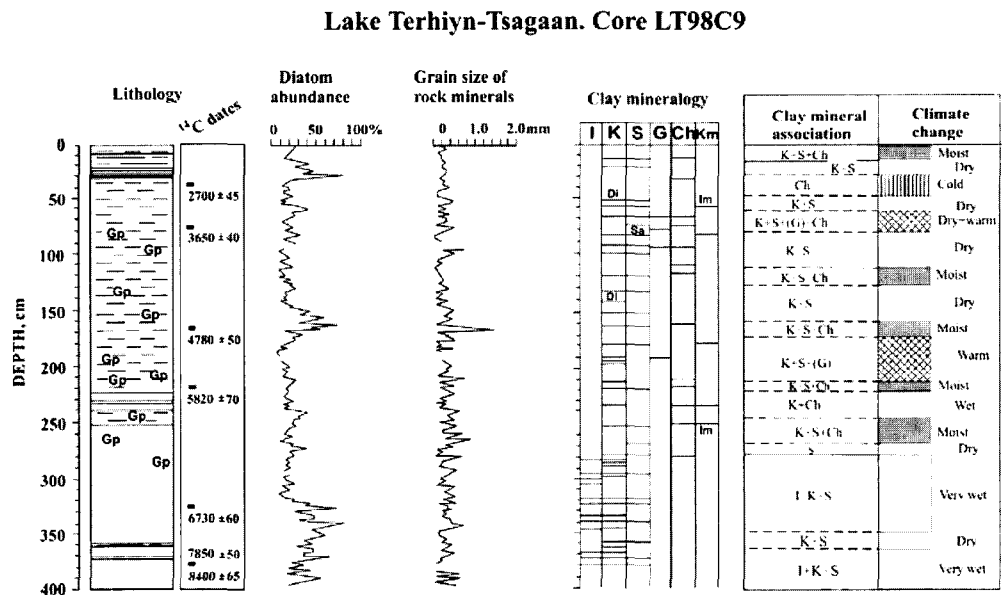 Lake Terhiyn-Tsagaan. Core LT98C9
Lithology
14C dates
Diatom abundance
0 50 100%
Grain size of rock minerals
0 1.0 2.0mm
Clay mineralogy
I K S G Ch Km
Clay mineral association
Climate change
DEPTH, cm
0
50
100
150
200
250
300
350
400
Gp
Gp
Gp
Gp
Gp
Gp
Gp
Gp
Gp
Gp
2700 ±45
3650 ±40
4780 ±50
5820 ±70
6730 ±60
7850 ±50
8400 ±65
Di
Im
Sa
Di
Im
K+S+Ch Moist
K-S Dry
Ch Cold
K-S Dry
K+S+(G)-Ch Dry-warm
K-S Dry
K-S-Ch Moist
K-S Dry
K-S-Ch Moist
K+S-(G) Warm
K-S+Ch Moist
K+Ch Wet
K-S+Ch Moist
S Dry
I-K-S Very wet
K-S Dry
I+K-S Very wet